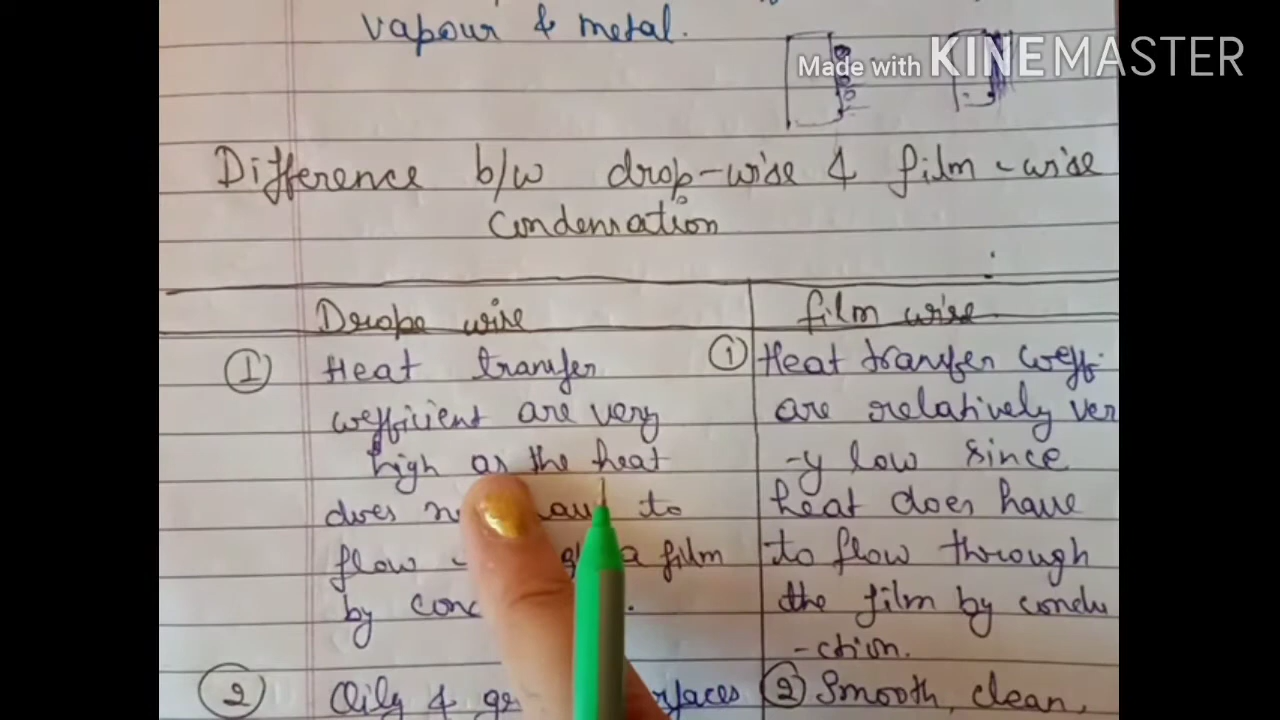 vapour & metal.
Made with KINEMASTER
Difference b/w drop-wise & film-wise
Condensation
Drope wise
film wise
① Heat transfer
coefficient are very
high as the heat
does to
flow a film
by
① Heat transfer coeff.
are relatively ver
-y low since
heat does have
to flow through
the film by condu
-ction.
② Oily &
② Smooth, clean,